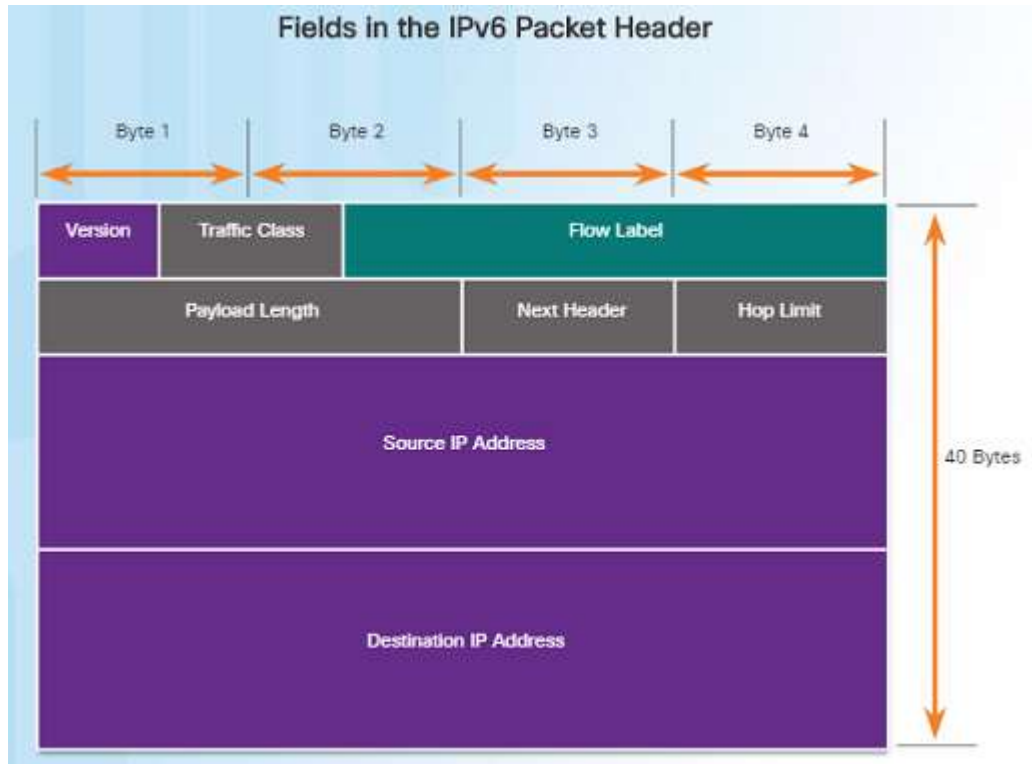 Fields in the IPv6 Packet Header
Byte 1 Byte 2 Byte 3 Byte 4
Version Traffic Class Flow Label
Payload Length Next Header Hop Limit
Source IP Address
40 Bytes
Destination IP Address